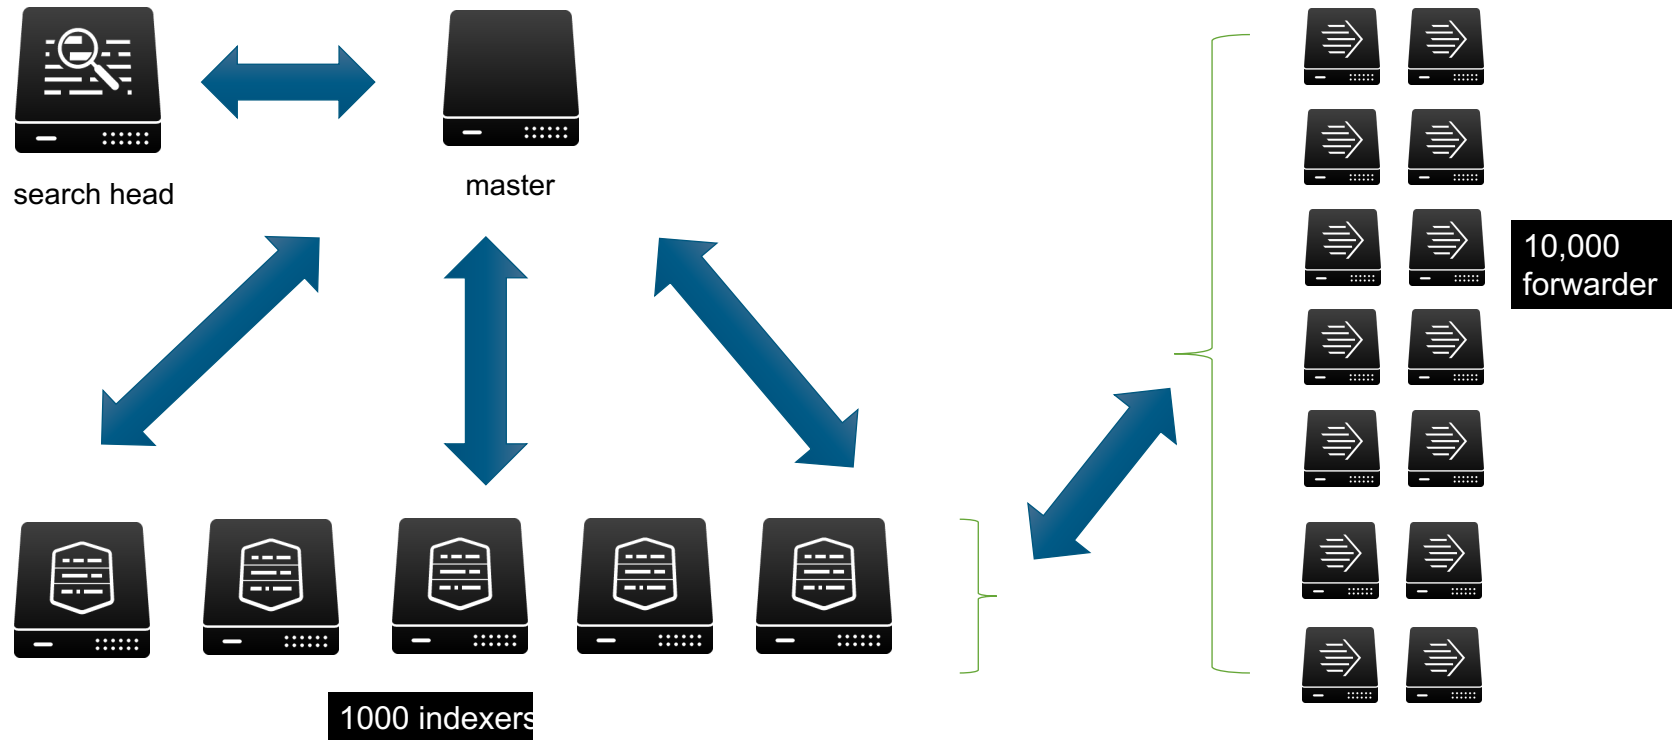 search head
master
10,000
forwarder
1000 indexers